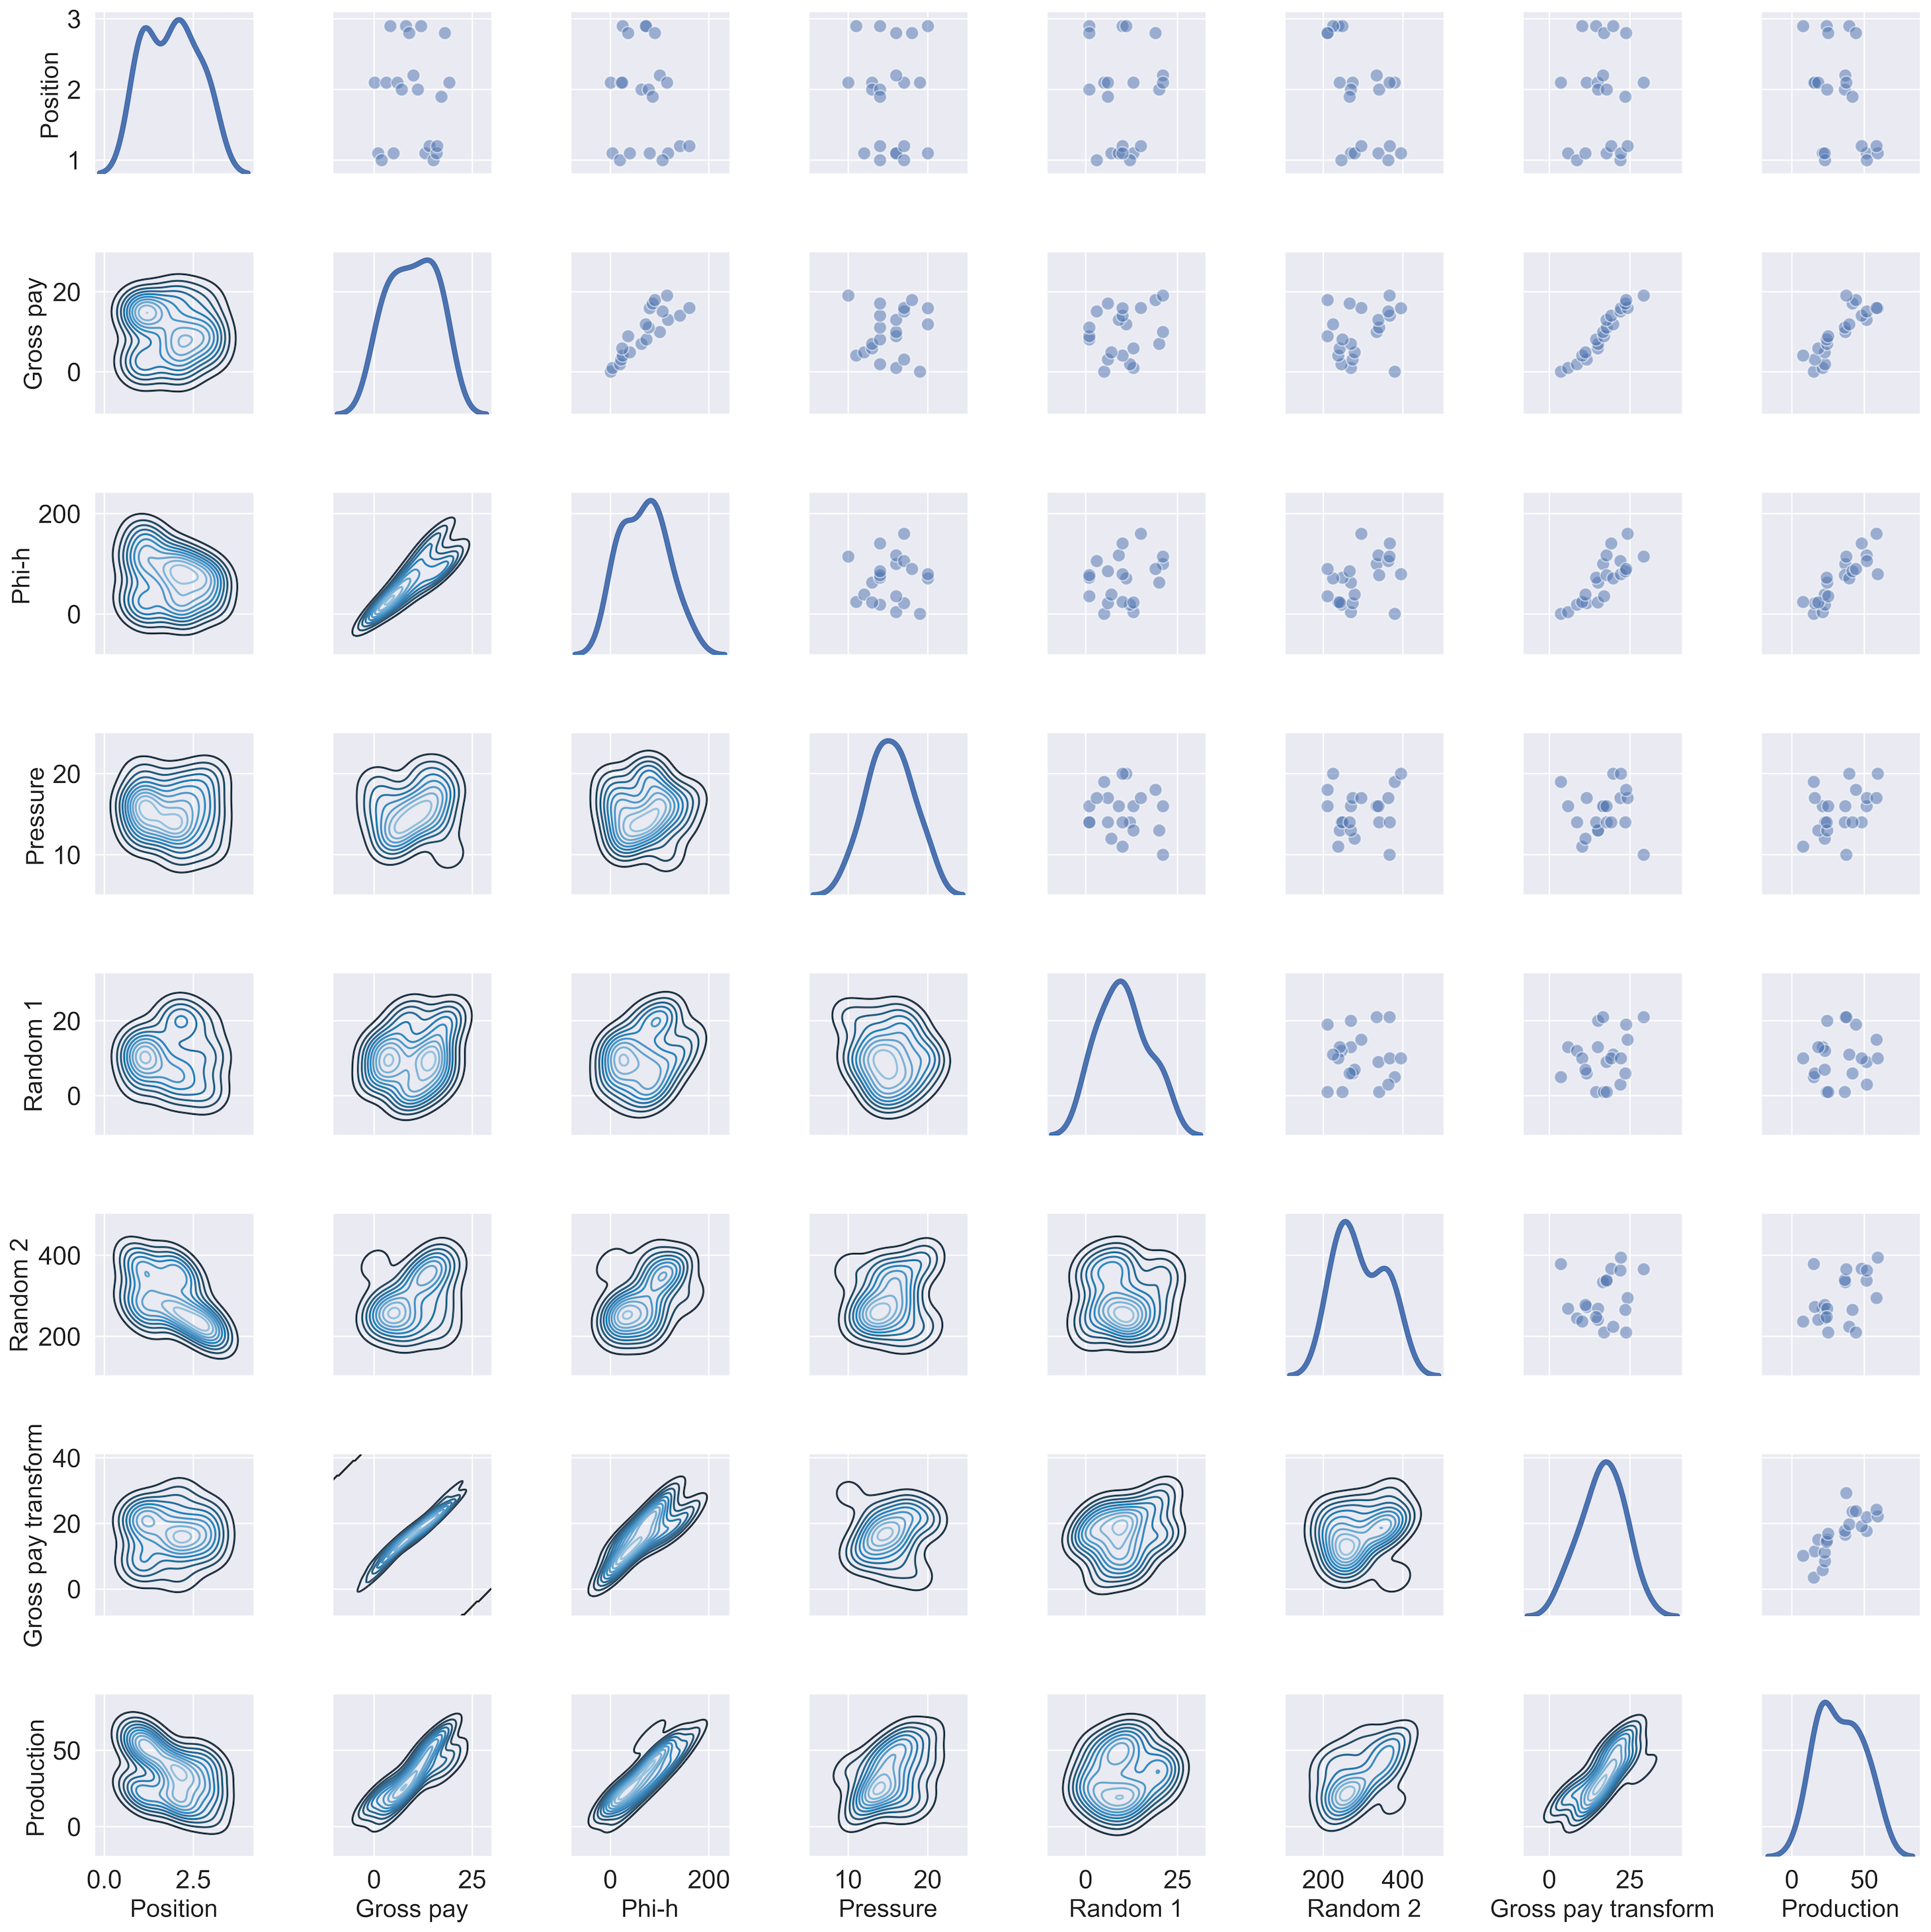 3
2
1
Position
20
0
Gross pay
200
0
Phi-h
20
10
Pressure
20
0
Random 1
400
200
Random 2
40
20
0
Gross pay transform
50
0
Production
0.0 2.5 0 25 0 200 10 20 0 25 200 400 0 25 0 50
Position Gross pay Phi-h Pressure Random 1 Random 2 Gross pay transform Production